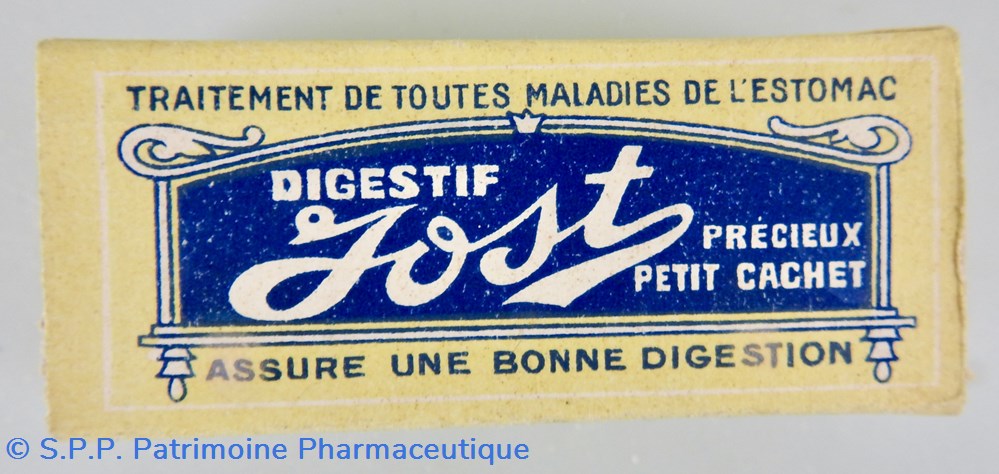 TRAITEMENT DE TOUTES MALADIES DE L'ESTOMAC
DIGESTIF
Jost
PRÉCIEUX
PETIT CACHET
ASSURE UNE BONNE DIGESTION
© S.P.P. Patrimoine Pharmaceutique